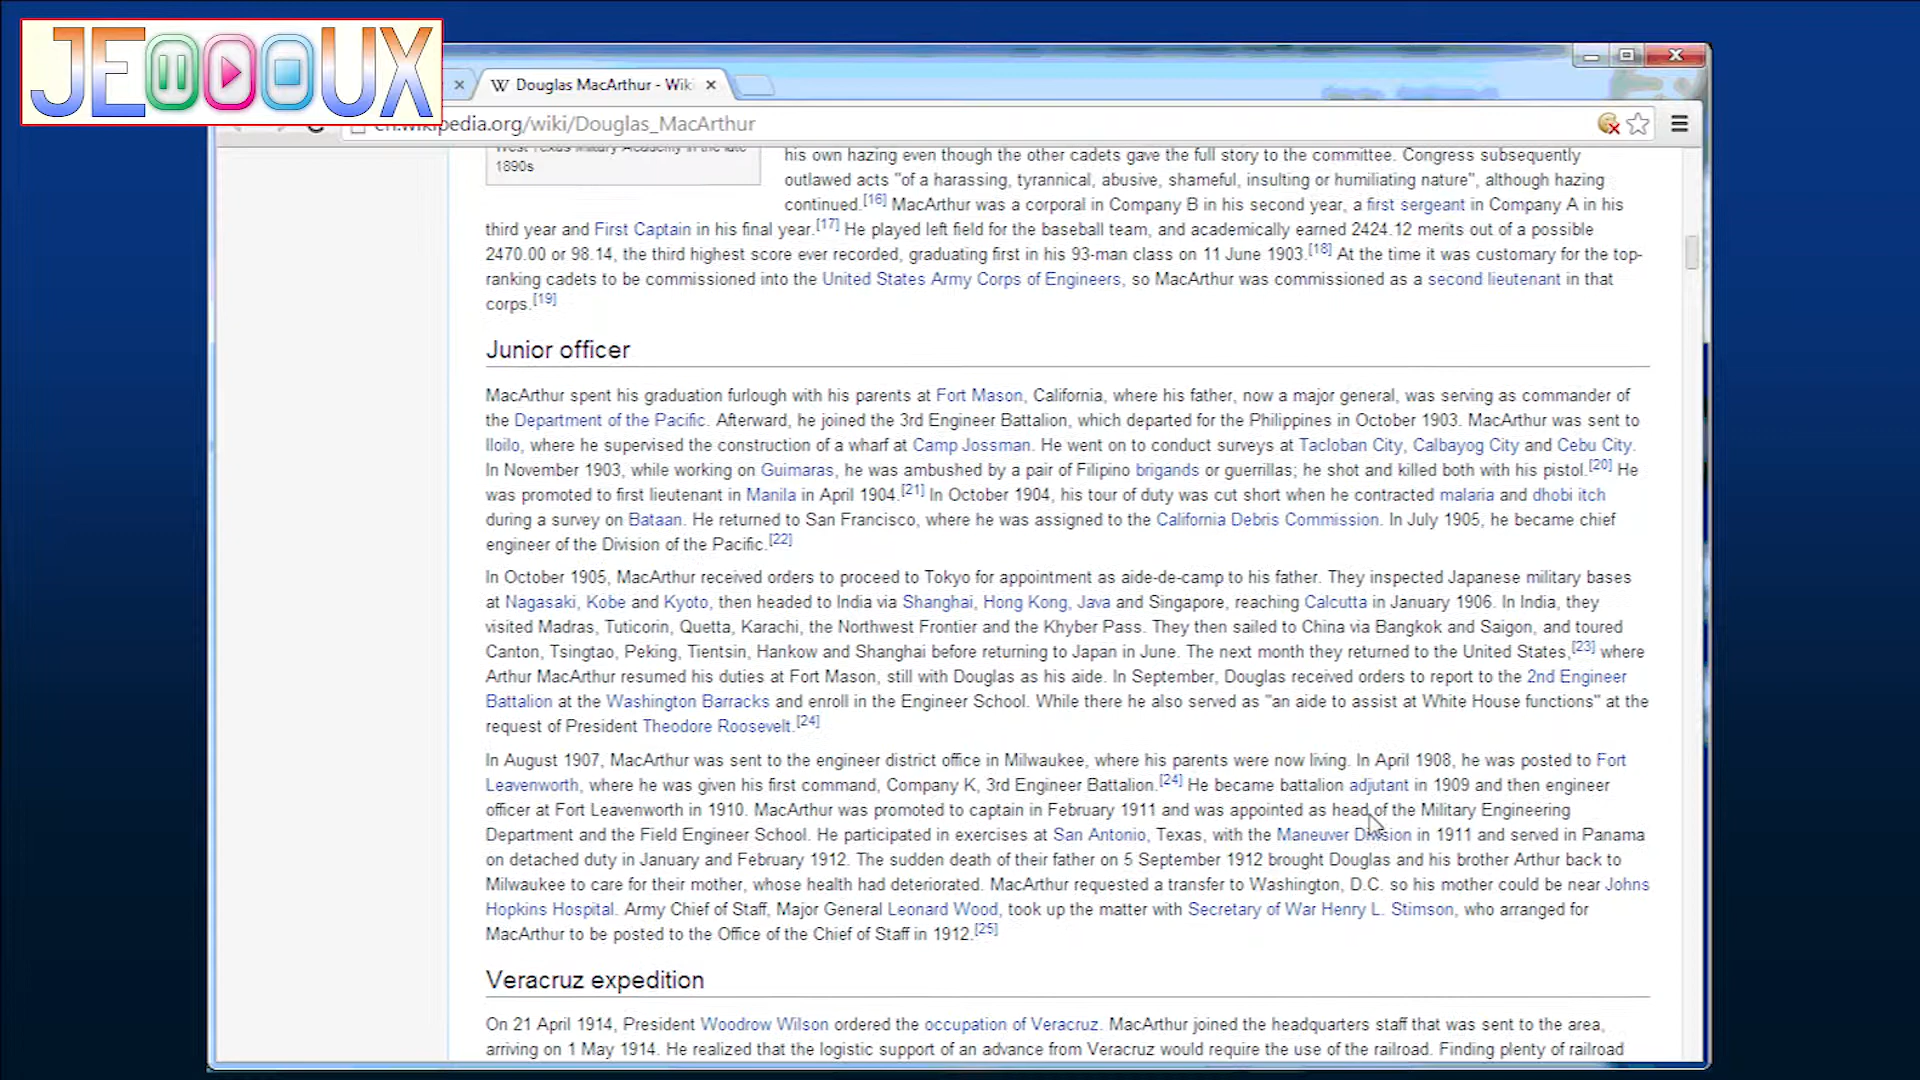 JEOOOUX
Douglas MacArthur - Wiki
en.wikipedia.org/wiki/Douglas_MacArthur
West Texas Military Academy in the late
1890s
his own hazing even though the other cadets gave the full story to the committee. Congress subsequently
outlawed acts "of a harassing, tyrannical, abusive, shameful, insulting or humiliating nature", although hazing
continued.[16] MacArthur was a corporal in Company B in his second year, a first sergeant in Company A in his
third year and First Captain in his final year.[17] He played left field for the baseball team, and academically earned 2424.12 merits out of a possible
2470.00 or 98.14, the third highest score ever recorded, graduating first in his 93-man class on 11 June 1903.[18] At the time it was customary for the top-
ranking cadets to be commissioned into the United States Army Corps of Engineers, so MacArthur was commissioned as a second lieutenant in that
corps.[19]
Junior officer
MacArthur spent his graduation furlough with his parents at Fort Mason, California, where his father, now a major general, was serving as commander of
the Department of the Pacific. Afterward, he joined the 3rd Engineer Battalion, which departed for the Philippines in October 1903. MacArthur was sent to
Iloilo, where he supervised the construction of a wharf at Camp Jossman. He went on to conduct surveys at Tacloban City, Calbayog City and Cebu City.
In November 1903, while working on Guimaras, he was ambushed by a pair of Filipino brigands or guerrillas; he shot and killed both with his pistol.[20] He
was promoted to first lieutenant in Manila in April 1904.[21] In October 1904, his tour of duty was cut short when he contracted malaria and dhobi itch
during a survey on Bataan. He returned to San Francisco, where he was assigned to the California Debris Commission. In July 1905, he became chief
engineer of the Division of the Pacific.[22]
In October 1905, MacArthur received orders to proceed to Tokyo for appointment as aide-de-camp to his father. They inspected Japanese military bases
at Nagasaki, Kobe and Kyoto, then headed to India via Shanghai, Hong Kong, Java and Singapore, reaching Calcutta in January 1906. In India, they
visited Madras, Tuticorin, Quetta, Karachi, the Northwest Frontier and the Khyber Pass. They then sailed to China via Bangkok and Saigon, and toured
Canton, Tsingtao, Peking, Tientsin, Hankow and Shanghai before returning to Japan in June. The next month they returned to the United States,[23] where
Arthur MacArthur resumed his duties at Fort Mason, still with Douglas as his aide. In September, Douglas received orders to report to the 2nd Engineer
Battalion at the Washington Barracks and enroll in the Engineer School. While there he also served as "an aide to assist at White House functions" at the
request of President Theodore Roosevelt.[24]
In August 1907, MacArthur was sent to the engineer district office in Milwaukee, where his parents were now living. In April 1908, he was posted to Fort
Leavenworth, where he was given his first command, Company K, 3rd Engineer Battalion.[24] He became battalion adjutant in 1909 and then engineer
officer at Fort Leavenworth in 1910. MacArthur was promoted to captain in February 1911 and was appointed as head of the Military Engineering
Department and the Field Engineer School. He participated in exercises at San Antonio, Texas, with the Maneuver Division in 1911 and served in Panama
on detached duty in January and February 1912. The sudden death of their father on 5 September 1912 brought Douglas and his brother Arthur back to
Milwaukee to care for their mother, whose health had deteriorated. MacArthur requested a transfer to Washington, D.C. so his mother could be near Johns
Hopkins Hospital. Army Chief of Staff, Major General Leonard Wood, took up the matter with Secretary of War Henry L. Stimson, who arranged for
MacArthur to be posted to the Office of the Chief of Staff in 1912.[25]
Veracruz expedition
On 21 April 1914, President Woodrow Wilson ordered the occupation of Veracruz. MacArthur joined the headquarters staff that was sent to the area,
arriving on 1 May 1914. He realized that the logistic support of an advance from Veracruz would require the use of the railroad. Finding plenty of railroad